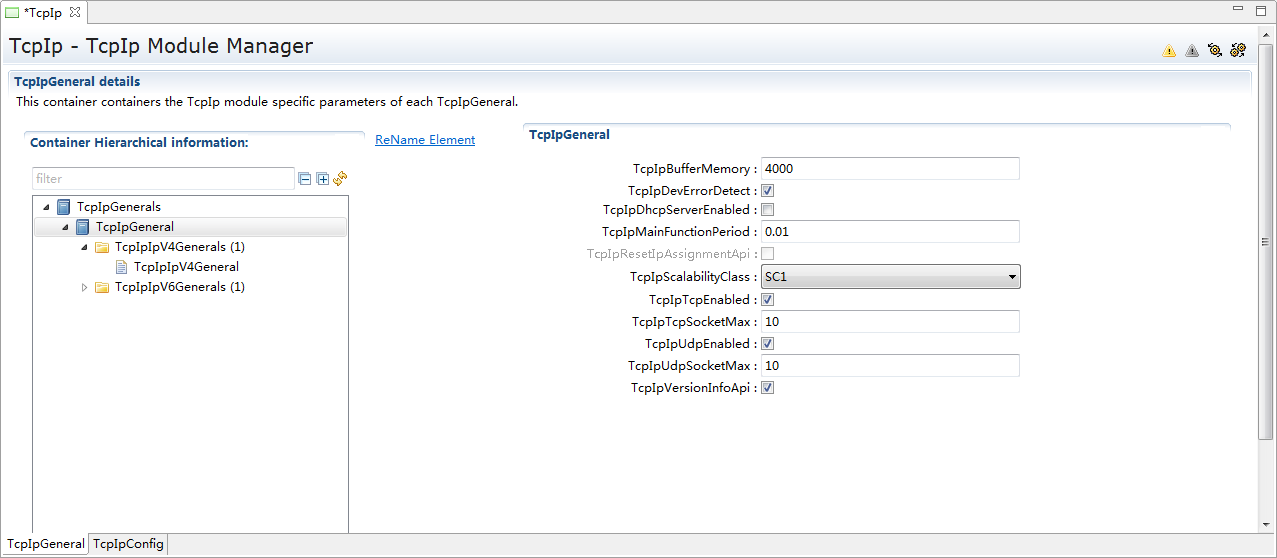 *TcpIp
TcpIp - TcpIp Module Manager
TcpIpGeneral details
This container containers the TcpIp module specific parameters of each TcpIpGeneral.
Container Hierarchical information:
filter
TcpIpGenerals
TcpIpGeneral
TcpIpIpV4Generals (1)
TcpIpIpV4General
TcpIpIpV6Generals (1)
ReName Element
TcpIpGeneral
TcpIpBufferMemory : 4000
TcpIpDevErrorDetect :
TcpIpDhcpServerEnabled :
TcpIpMainFunctionPeriod : 0.01
TcpIpResetIpAssignmentApi :
TcpIpScalabilityClass : SC1
TcpIpTcpEnabled :
TcpIpTcpSocketMax : 10
TcpIpUdpEnabled :
TcpIpUdpSocketMax : 10
TcpIpVersionInfoApi :
TcpIpGeneral TcpIpConfig